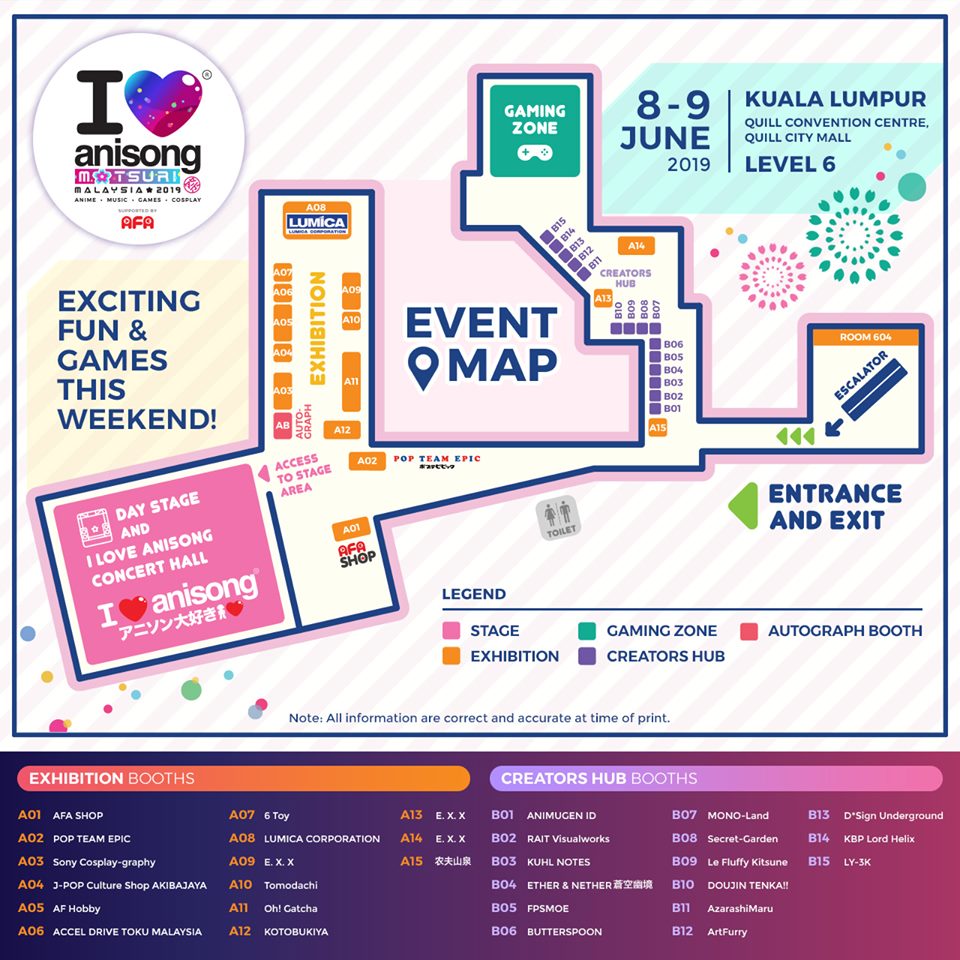 I ®
anisong
MATSURI
MALAYSIA ★ 2019
ANIME • MUSIC • GAMES • COSPLAY
SUPPORTED BY
AFA
8 - 9
JUNE
2019
KUALA LUMPUR
QUILL CONVENTION CENTRE,
QUILL CITY MALL
LEVEL 6
EXCITING
FUN &
GAMES
THIS
WEEKEND!
EVENT
MAP
GAMING
ZONE
A08
LUMICA
LUMICA CORPORATION
A07
A06
A05
A04
A03
AB
AUTO-
GRAPH
EXHIBITION
A09
A10
A11
A12
B15
B14
B13
B12
B11
A14
CREATORS
HUB
A13
B10
B09
B08
B07
B06
B05
B04
B03
B02
B01
A15
ROOM 604
ESCALATOR
ENTRANCE
AND EXIT
A02
POP TEAM EPIC
ポプテピピック
ACCESS
TO STAGE
AREA
A01
AFA
SHOP
TOILET
DAY STAGE
AND
I LOVE ANISONG
CONCERT HALL
I anisong®
アニソン大好き
LEGEND
STAGE
GAMING ZONE
AUTOGRAPH BOOTH
EXHIBITION
CREATORS HUB
Note: All information are correct and accurate at time of print.
EXHIBITION BOOTHS
A01 AFA SHOP
A02 POP TEAM EPIC
A03 Sony Cosplay-graphy
A04 J-POP Culture Shop AKIBAJAYA
A05 AF Hobby
A06 ACCEL DRIVE TOKU MALAYSIA
A07 6 Toy
A08 LUMICA CORPORATION
A09 E. X. X
A10 Tomodachi
A11 Oh! Gatcha
A12 KOTOBUKIYA
A13 E. X. X
A14 E. X. X
A15 农夫山泉
CREATORS HUB BOOTHS
B01 ANIMUGEN ID
B02 RAIT Visualworks
B03 KUHL NOTES
B04 ETHER & NETHER蒼空幽境
B05 FPSMOE
B06 BUTTERSPOON
B07 MONO-Land
B08 Secret-Garden
B09 Le Fluffy Kitsune
B10 DOUJIN TENKA!!
B11 AzarashiMaru
B12 ArtFurry
B13 D*Sign Underground
B14 KBP Lord Helix
B15 LY-3K